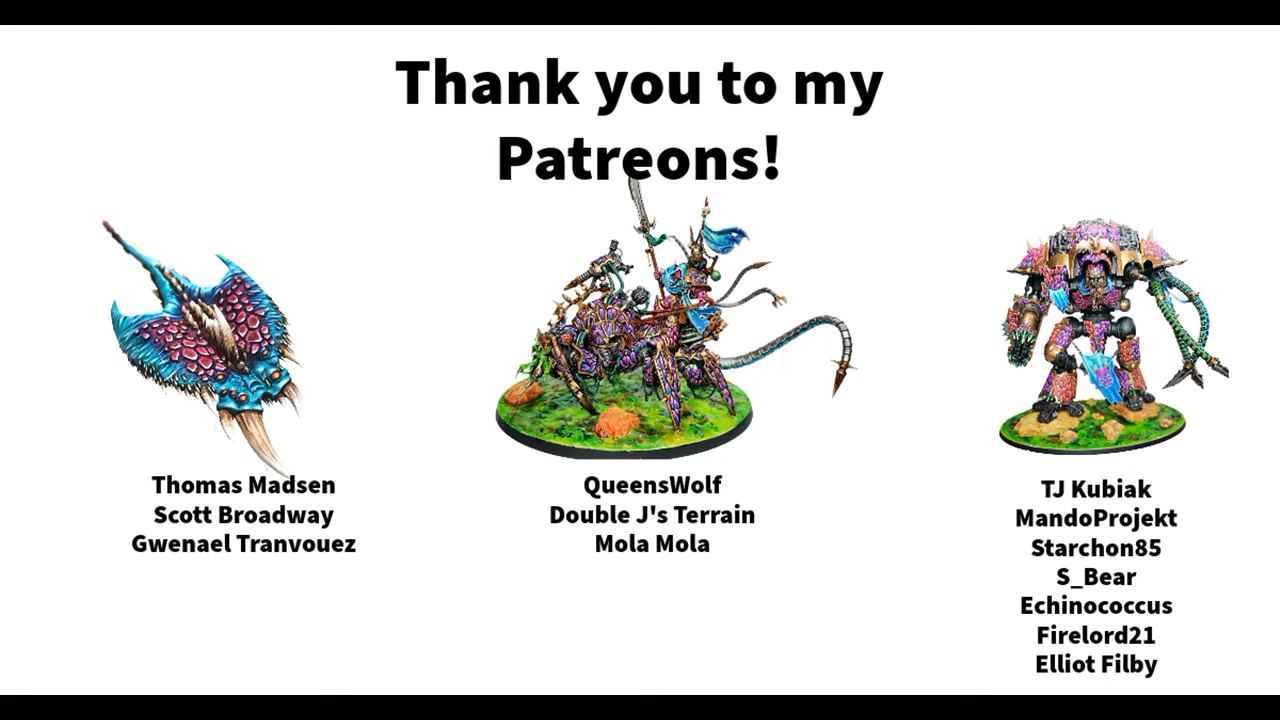 Thank you to my
Patreons!
Thomas Madsen
Scott Broadway
Gwenael Tranvouez
QueensWolf
Double J's Terrain
Mola Mola
TJ Kubiak
MandoProjekt
Starchon85
S_Bear
Echinococcus
Firelord21
Elliot Filby